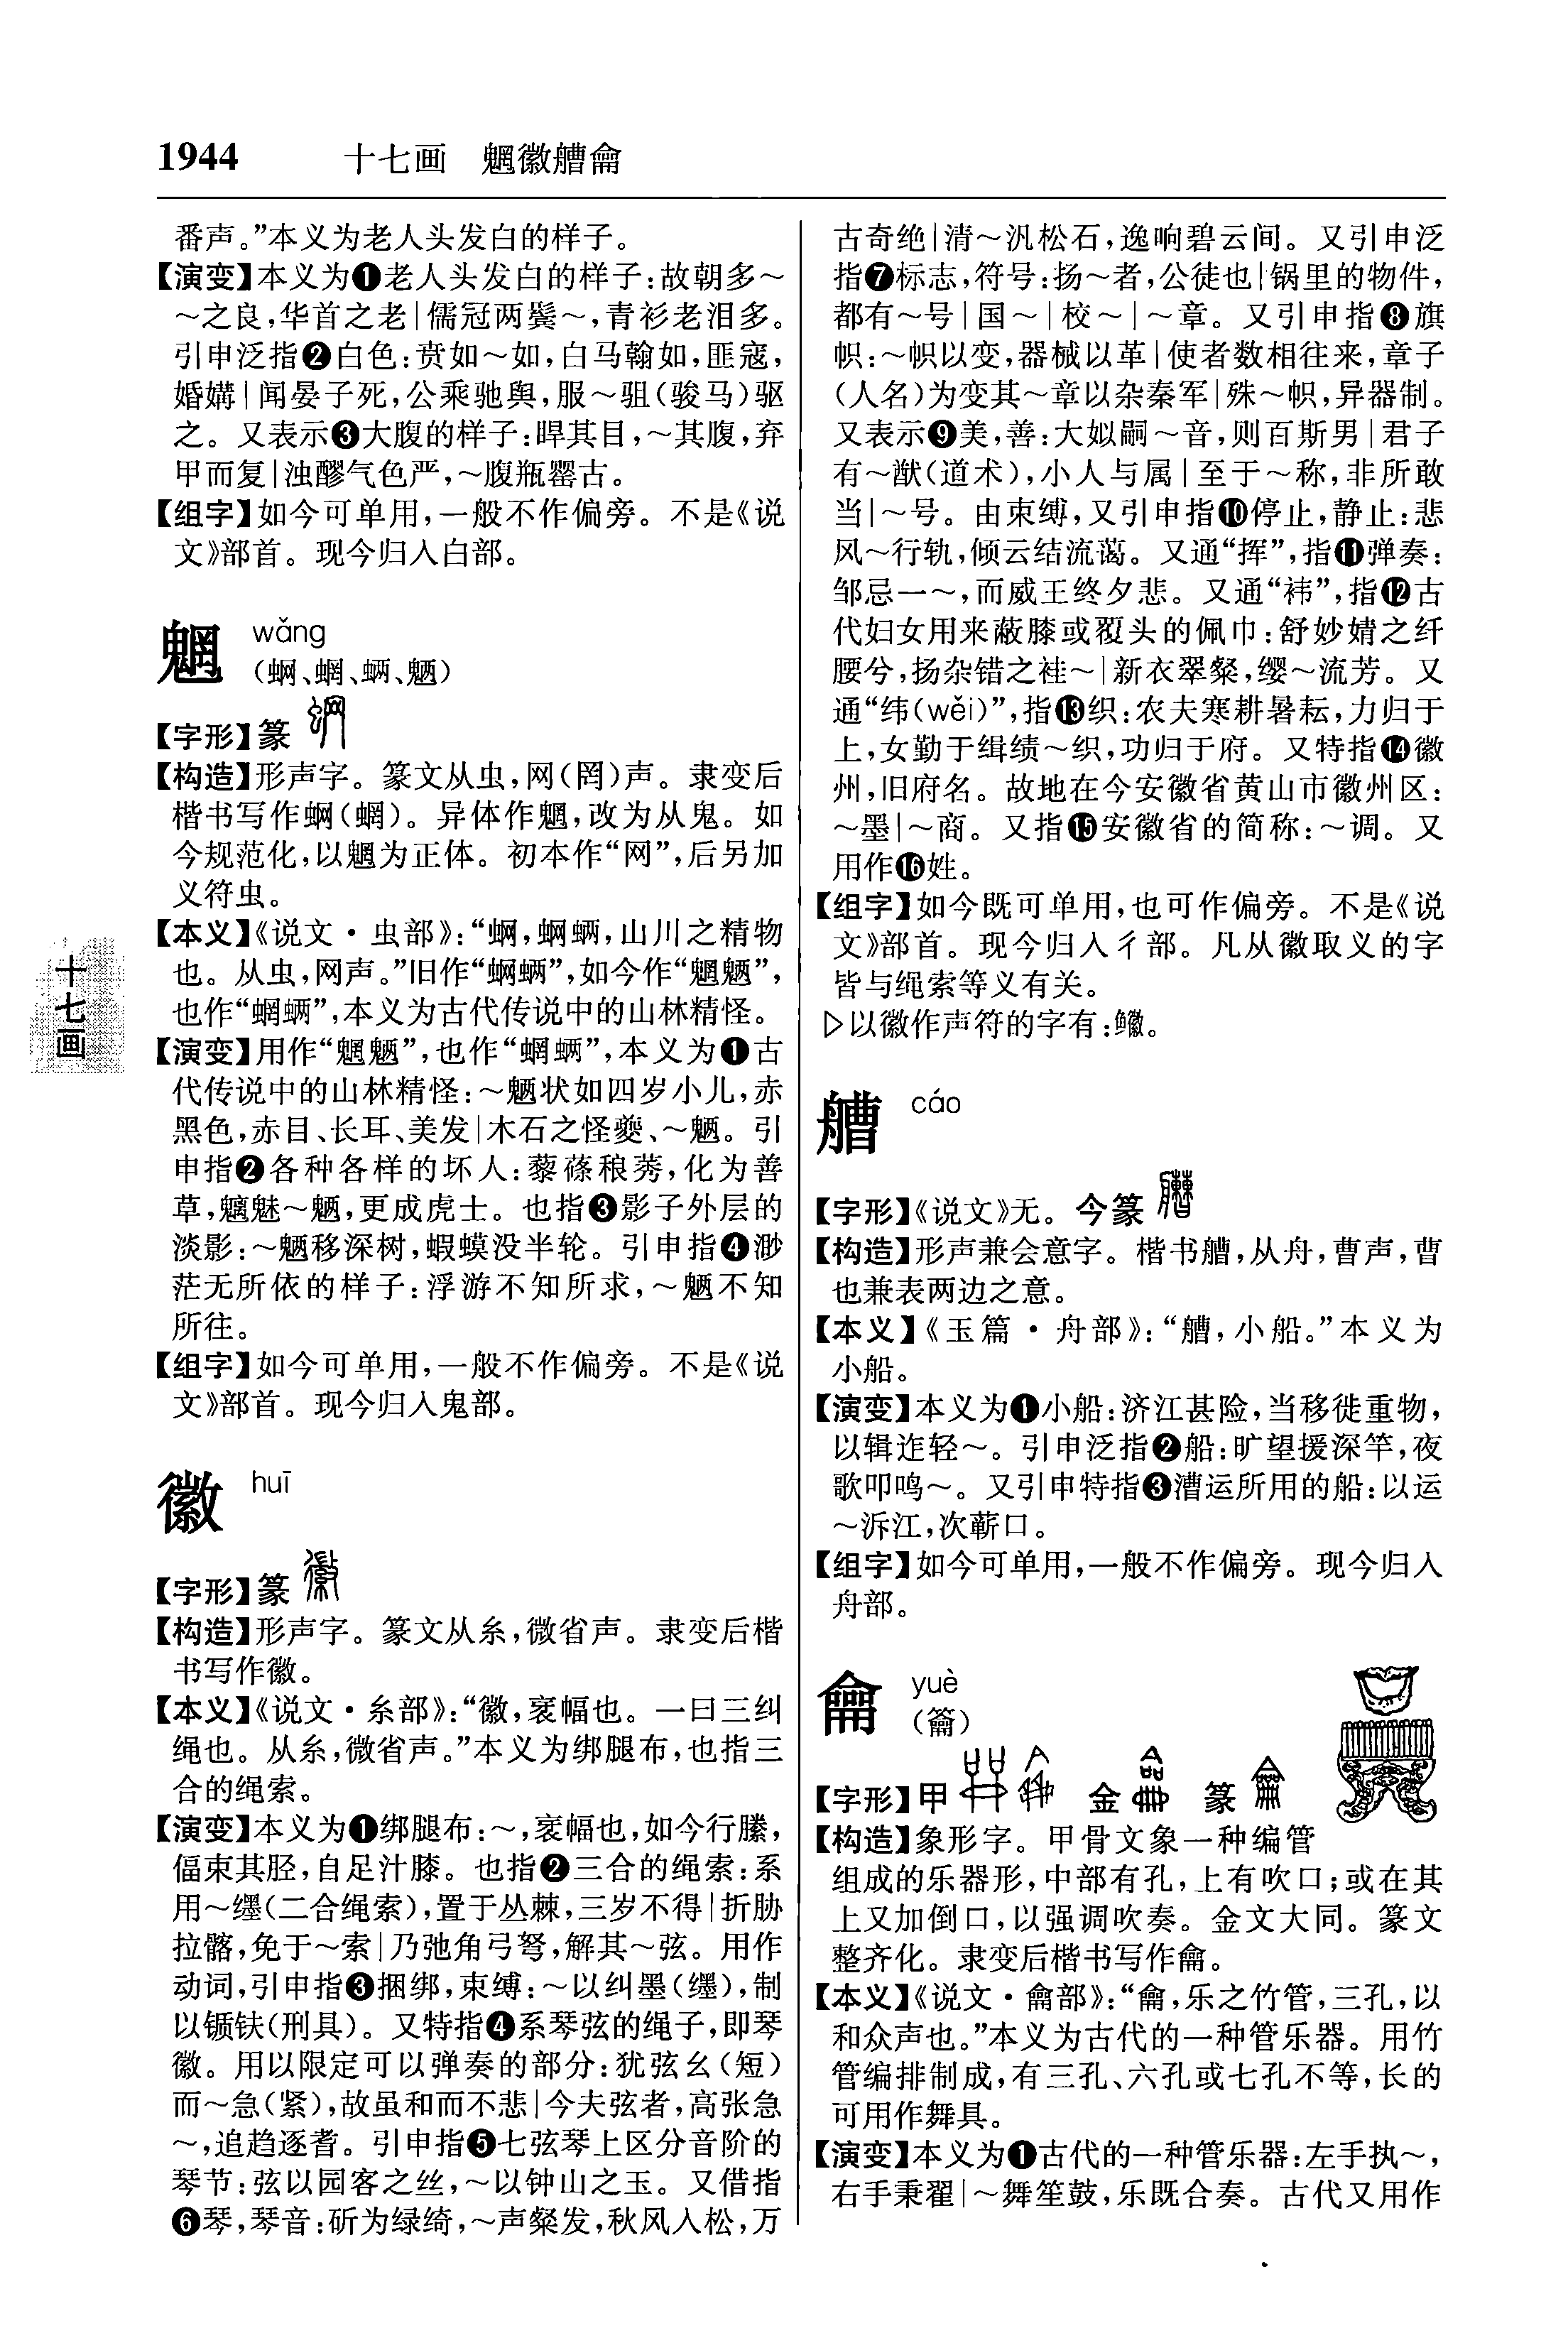 1944 十七画 魍徽艚龠
番声。”本义为老人头发白的样子。
【演变】本义为❶老人头发白的样子:故朝多～
～之良,华首之老|儒冠两鬓～,青衫老泪多。
引申泛指❷白色:贲如～如,白马翰如,匪寇,
婚媾|闻晏子死,公乘驰舆,服～驵(骏马)驱
之。又表示❸大腹的样子:睅其目,～其腹,弃
甲而复|浊醪气色严,～腹瓶罂古。
【组字】如今可单用,一般不作偏旁。不是《说
文》部首。现今归入白部。
魍 wǎng
(蛧、蝄、蜽、魉)
【字形】篆
【构造】形声字。篆文从虫,网(罔)声。隶变后
楷书写作蛧(蝄)。异体作魍,改为从鬼。如
今规范化,以魍为正体。初本作“网”,后另加
义符虫。
【本义】《说文·虫部》:“蛧,蛧蜽,山川之精物
也。从虫,网声。”旧作“蛧蜽”,如今作“魍魉”,
也作“蝄蜽”,本义为古代传说中的山林精怪。
【演变】用作“魍魉”,也作“蝄蜽”,本义为❶古
代传说中的山林精怪:～魉状如四岁小儿,赤
黑色,赤目、长耳、美发|木石之怪夔、～魉。引
申指❷各种各样的坏人:藜蓧稂莠,化为善
草,魑魅～魉,更成虎士。也指❸影子外层的
淡影:～魉移深树,蝦蟆没半轮。引申指❹渺
茫无所依的样子:浮游不知所求,～魉不知
所往。
【组字】如今可单用,一般不作偏旁。不是《说
文》部首。现今归入鬼部。
徽 huī
【字形】篆
【构造】形声字。篆文从糸,微省声。隶变后楷
书写作徽。
【本义】《说文·糸部》:“徽,衺幅也。一曰三纠
绳也。从糸,微省声。”本义为绑腿布,也指三
合的绳索。
【演变】本义为❶绑腿布:～,衺幅也,如今行縢,
偪束其胫,自足汁膝。也指❷三合的绳索:系
用～纆(二合绳索),置于丛棘,三岁不得|折胁
拉髂,免于～索|乃弛角弓弩,解其～弦。用作
动词,引申指❸捆绑,束缚:～以纠墨(纆),制
以锧𫓧(刑具)。又特指❹系琴弦的绳子,即琴
徽。用以限定可以弹奏的部分:犹弦幺(短)
而～急(紧),故虽和而不悲|今夫弦者,高张急
～,追趋逐耆。引申指❺七弦琴上区分音阶的
琴节:弦以园客之丝,～以钟山之玉。又借指
❻琴,琴音:斫为绿绮,～声粲发,秋风入松,万
古奇绝|清～汎松石,逸响碧云间。又引申泛
指❼标志,符号:扬～者,公徒也|锅里的物件,
都有～号|国～|校～|～章。又引申指❽旗
帜:～帜以变,器械以革|使者数相往来,章子
(人名)为变其～章以杂秦军|殊～帜,异器制。
又表示❾美,善:大姒嗣～音,则百斯男|君子
有～猷(道术),小人与属|至于～称,非所敢
当|～号。由束缚,又引申指❿停止,静止:悲
风～行轨,倾云结流蔼。又通“挥”,指⓫弹奏:
邹忌一～,而威王终夕悲。又通“袆”,指⓬古
代妇女用来蔽膝或覆头的佩巾:舒妙婧之纤
腰兮,扬杂错之袿～|新衣翠粲,缨～流芳。又
通“纬(wěi)”,指⓭织:农夫寒耕暑耘,力归于
上,女勤于缉绩～织,功归于府。又特指⓮徽
州,旧府名。故地在今安徽省黄山市徽州区:
～墨|～商。又指⓯安徽省的简称:～调。又
用作⓰姓。
【组字】如今既可单用,也可作偏旁。不是《说
文》部首。现今归入彳部。凡从徽取义的字
皆与绳索等义有关。
▷以徽作声符的字有:鰴。
艚 cáo
【字形】《说文》无。今篆
【构造】形声兼会意字。楷书艚,从舟,曹声,曹
也兼表两边之意。
【本义】《玉篇·舟部》:“艚,小船。”本义为
小船。
【演变】本义为❶小船:济江甚险,当移徙重物,
以辑迮轻～。引申泛指❷船:旷望援深竿,夜
歌叩鸣～。又引申特指❸漕运所用的船:以运
～泝江,次蕲口。
【组字】如今可单用,一般不作偏旁。现今归入
舟部。
龠 yuè
(籥)
【字形】甲 金 篆
【构造】象形字。甲骨文象一种编管
组成的乐器形,中部有孔,上有吹口;或在其
上又加倒口,以强调吹奏。金文大同。篆文
整齐化。隶变后楷书写作龠。
【本义】《说文·龠部》:“龠,乐之竹管,三孔,以
和众声也。”本义为古代的一种管乐器。用竹
管编排制成,有三孔、六孔或七孔不等,长的
可用作舞具。
【演变】本义为❶古代的一种管乐器:左手执～,
右手秉翟|～舞笙鼓,乐既合奏。古代又用作
十七画